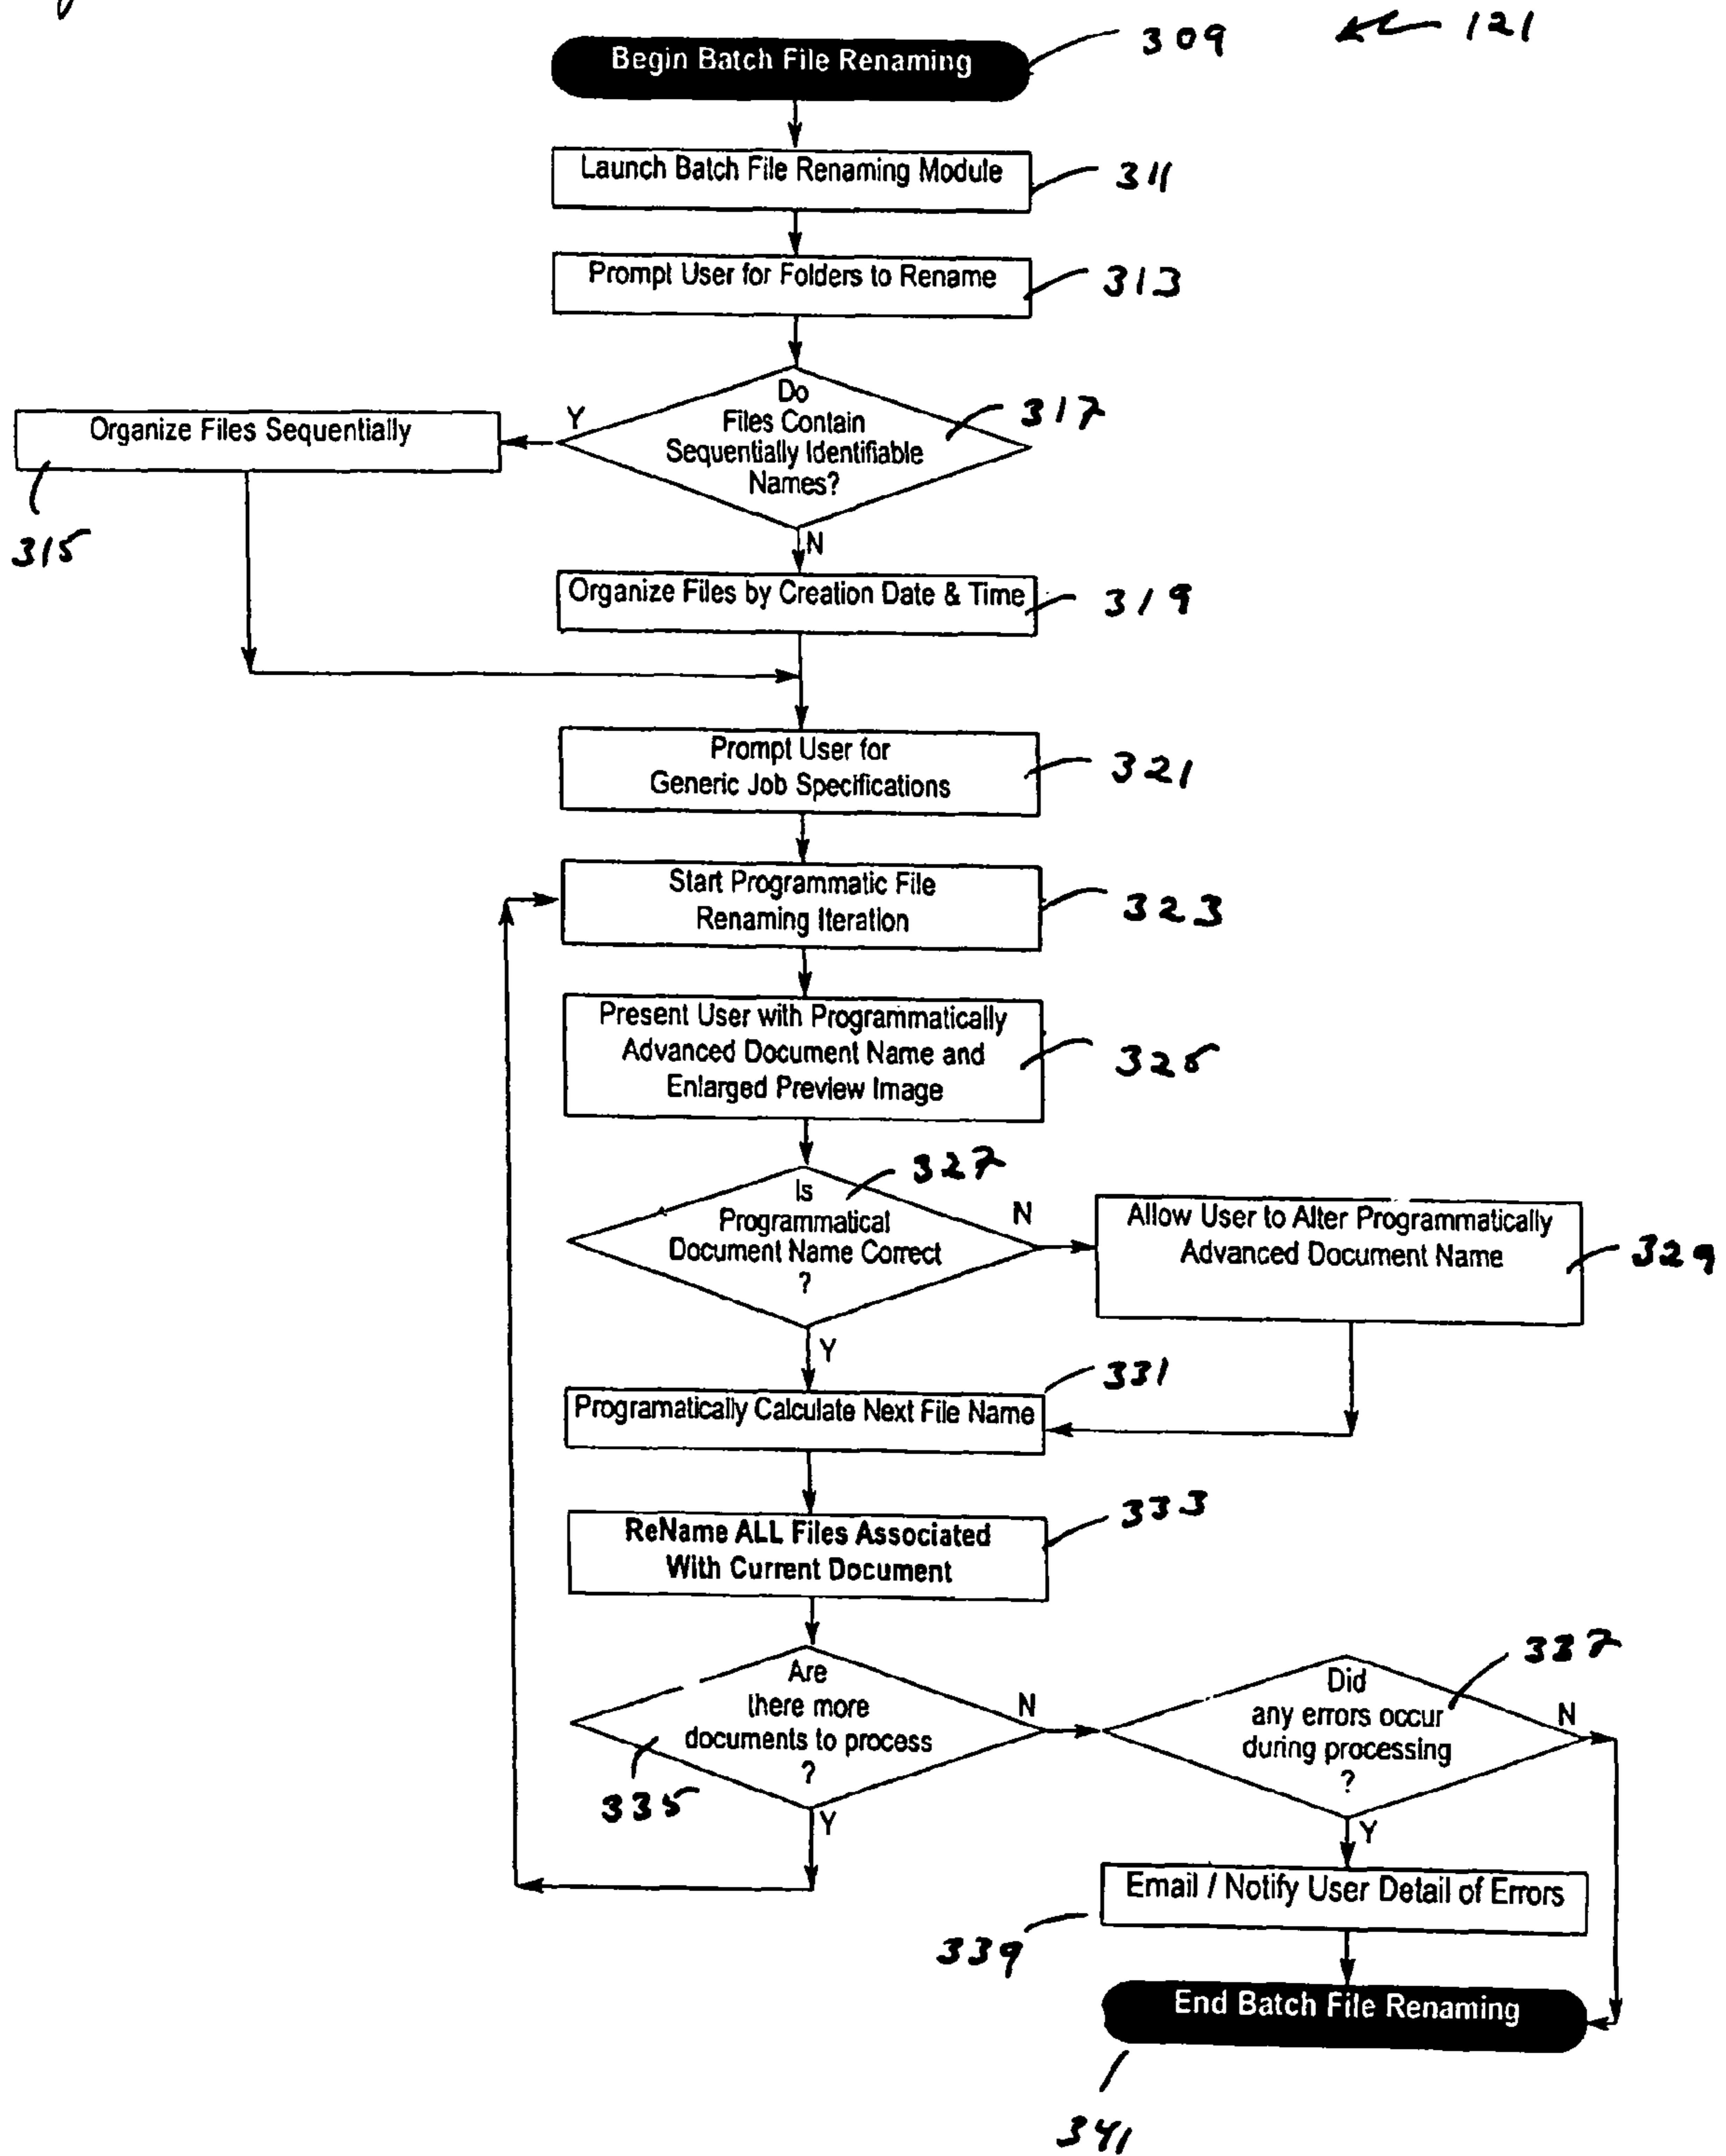 309
121
Begin Batch File Renaming
Launch Batch File Renaming Module
311
Prompt User for Folders to Rename
313
Do
Files Contain
Sequentially Identifiable
Names?
317
Y
Organize Files Sequentially
315
N
Organize Files by Creation Date & Time
319
Prompt User for
Generic Job Specifications
321
Start Programmatic File
Renaming Iteration
323
Present User with Programmatically
Advanced Document Name and
Enlarged Preview Image
325
327
Is
Programmatical
Document Name Correct
?
N
Allow User to Alter Programmatically
Advanced Document Name
329
Y
331
Programatically Calculate Next File Name
333
ReName ALL Files Associated
With Current Document
Are
there more
documents to process
?
335
N
Y
337
Did
any errors occur
during processing
?
N
Y
Email / Notify User Detail of Errors
339
End Batch File Renaming
341